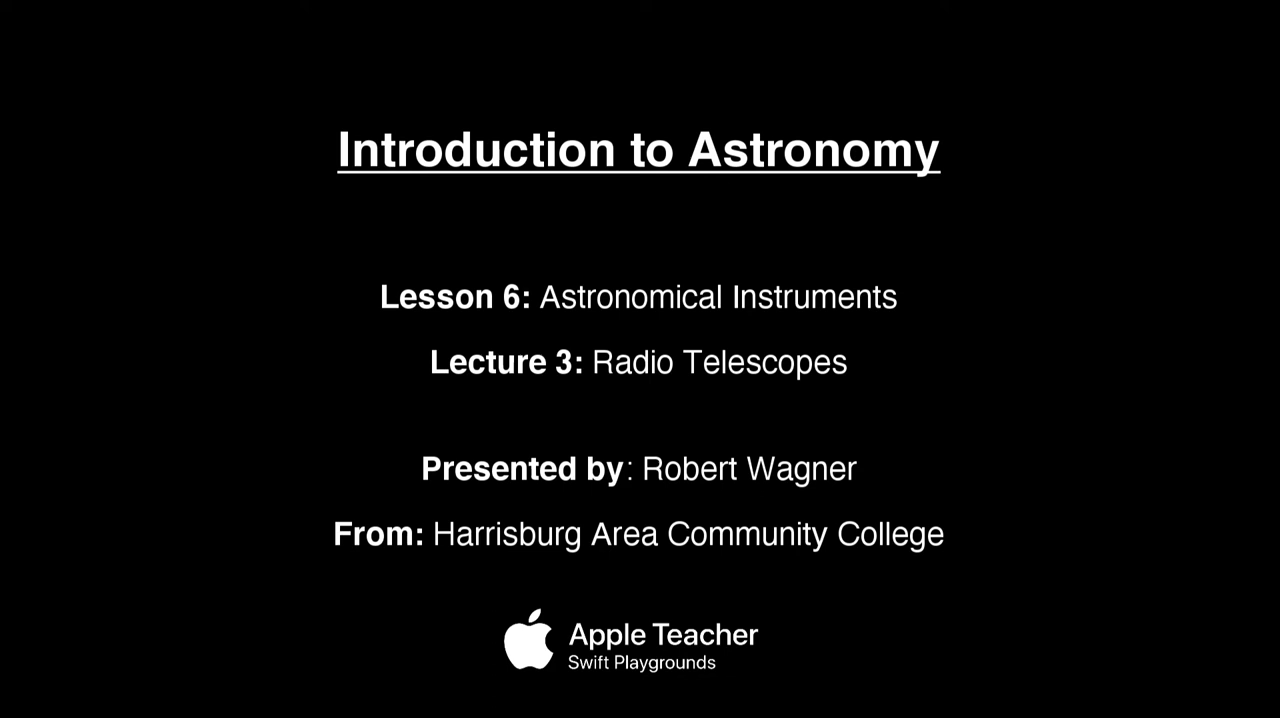 Introduction to Astronomy
Lesson 6: Astronomical Instruments
Lecture 3: Radio Telescopes
Presented by: Robert Wagner
From: Harrisburg Area Community College
Apple Teacher
Swift Playgrounds